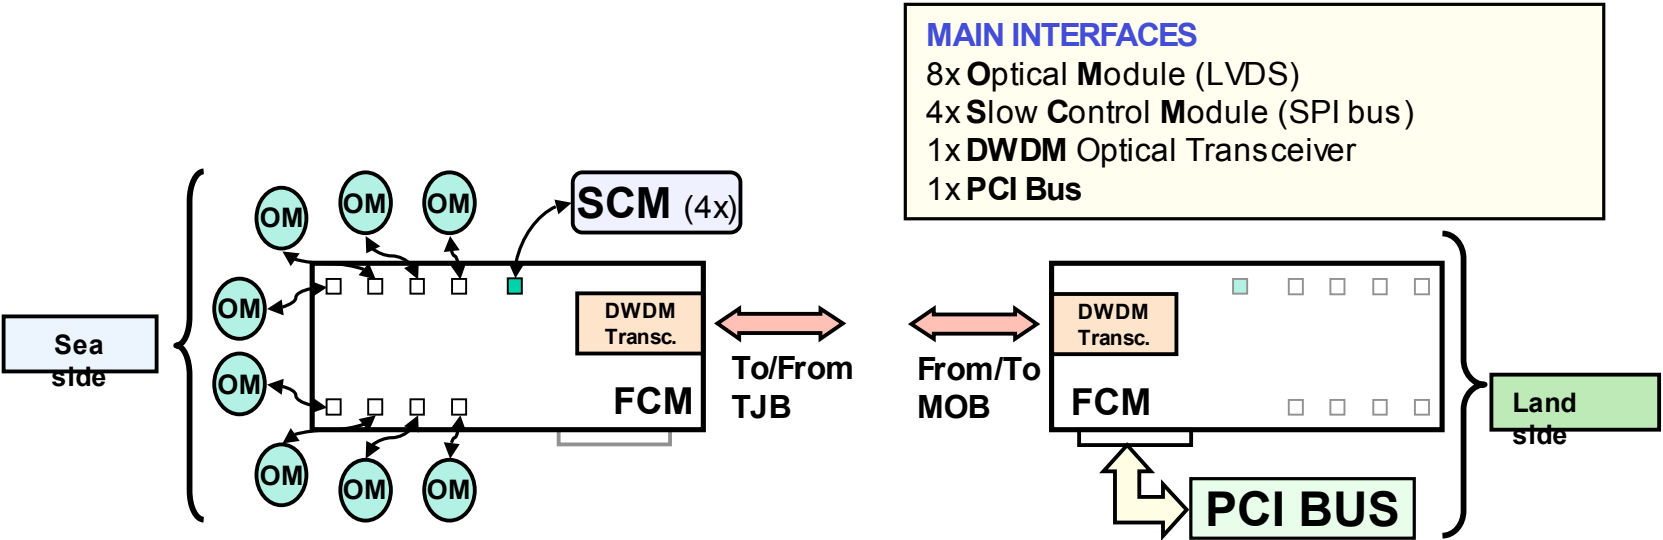 MAIN INTERFACES
8x Optical Module (LVDS)
4x Slow Control Module (SPI bus)
1x DWDM Optical Transceiver
1x PCI Bus
OM
OM
OM
SCM (4x)
OM
OM
OM
OM
OM
Sea
side
DWDM
Transc.
FCM
To/From
TJB
From/To
MOB
DWDM
Transc.
FCM
Land
side
PCI BUS